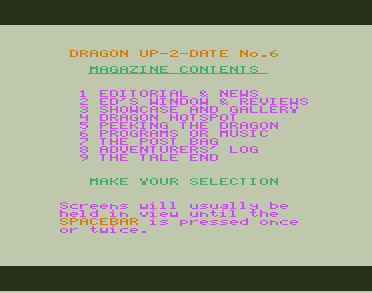 DRAGON UP-2-DATE No.6
MAGAZINE CONTENTS
1 EDITORIAL & NEWS
2 ED'S WINDOW & REVIEWS
3 SHOWCASE AND GALLERY
4 DRAGON HOTSPOT
5 PEEKING THE DRAGON
6 PROGRAMS OR MUSIC
7 THE POST BAG
8 ADVENTURERS' LOG
9 THE TALE END
MAKE YOUR SELECTION
Screens will usually be
held in view until the
SPACEBAR is pressed once
or twice.